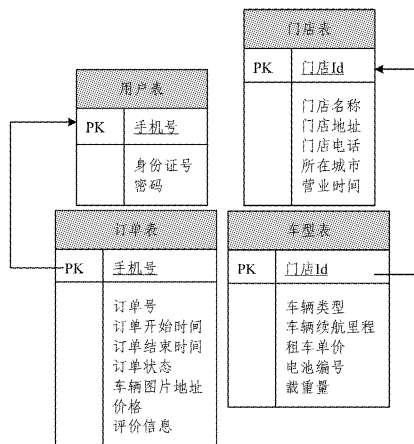 门店表
PK 门店Id
门店名称
门店地址
门店电话
所在城市
营业时间
用户表
PK 手机号
身份证号
密码
订单表
PK 手机号
订单号
订单开始时间
订单结束时间
订单状态
车辆图片地址
价格
评价信息
车型表
PK 门店Id
车辆类型
车辆续航里程
租车单价
电池编号
载重量